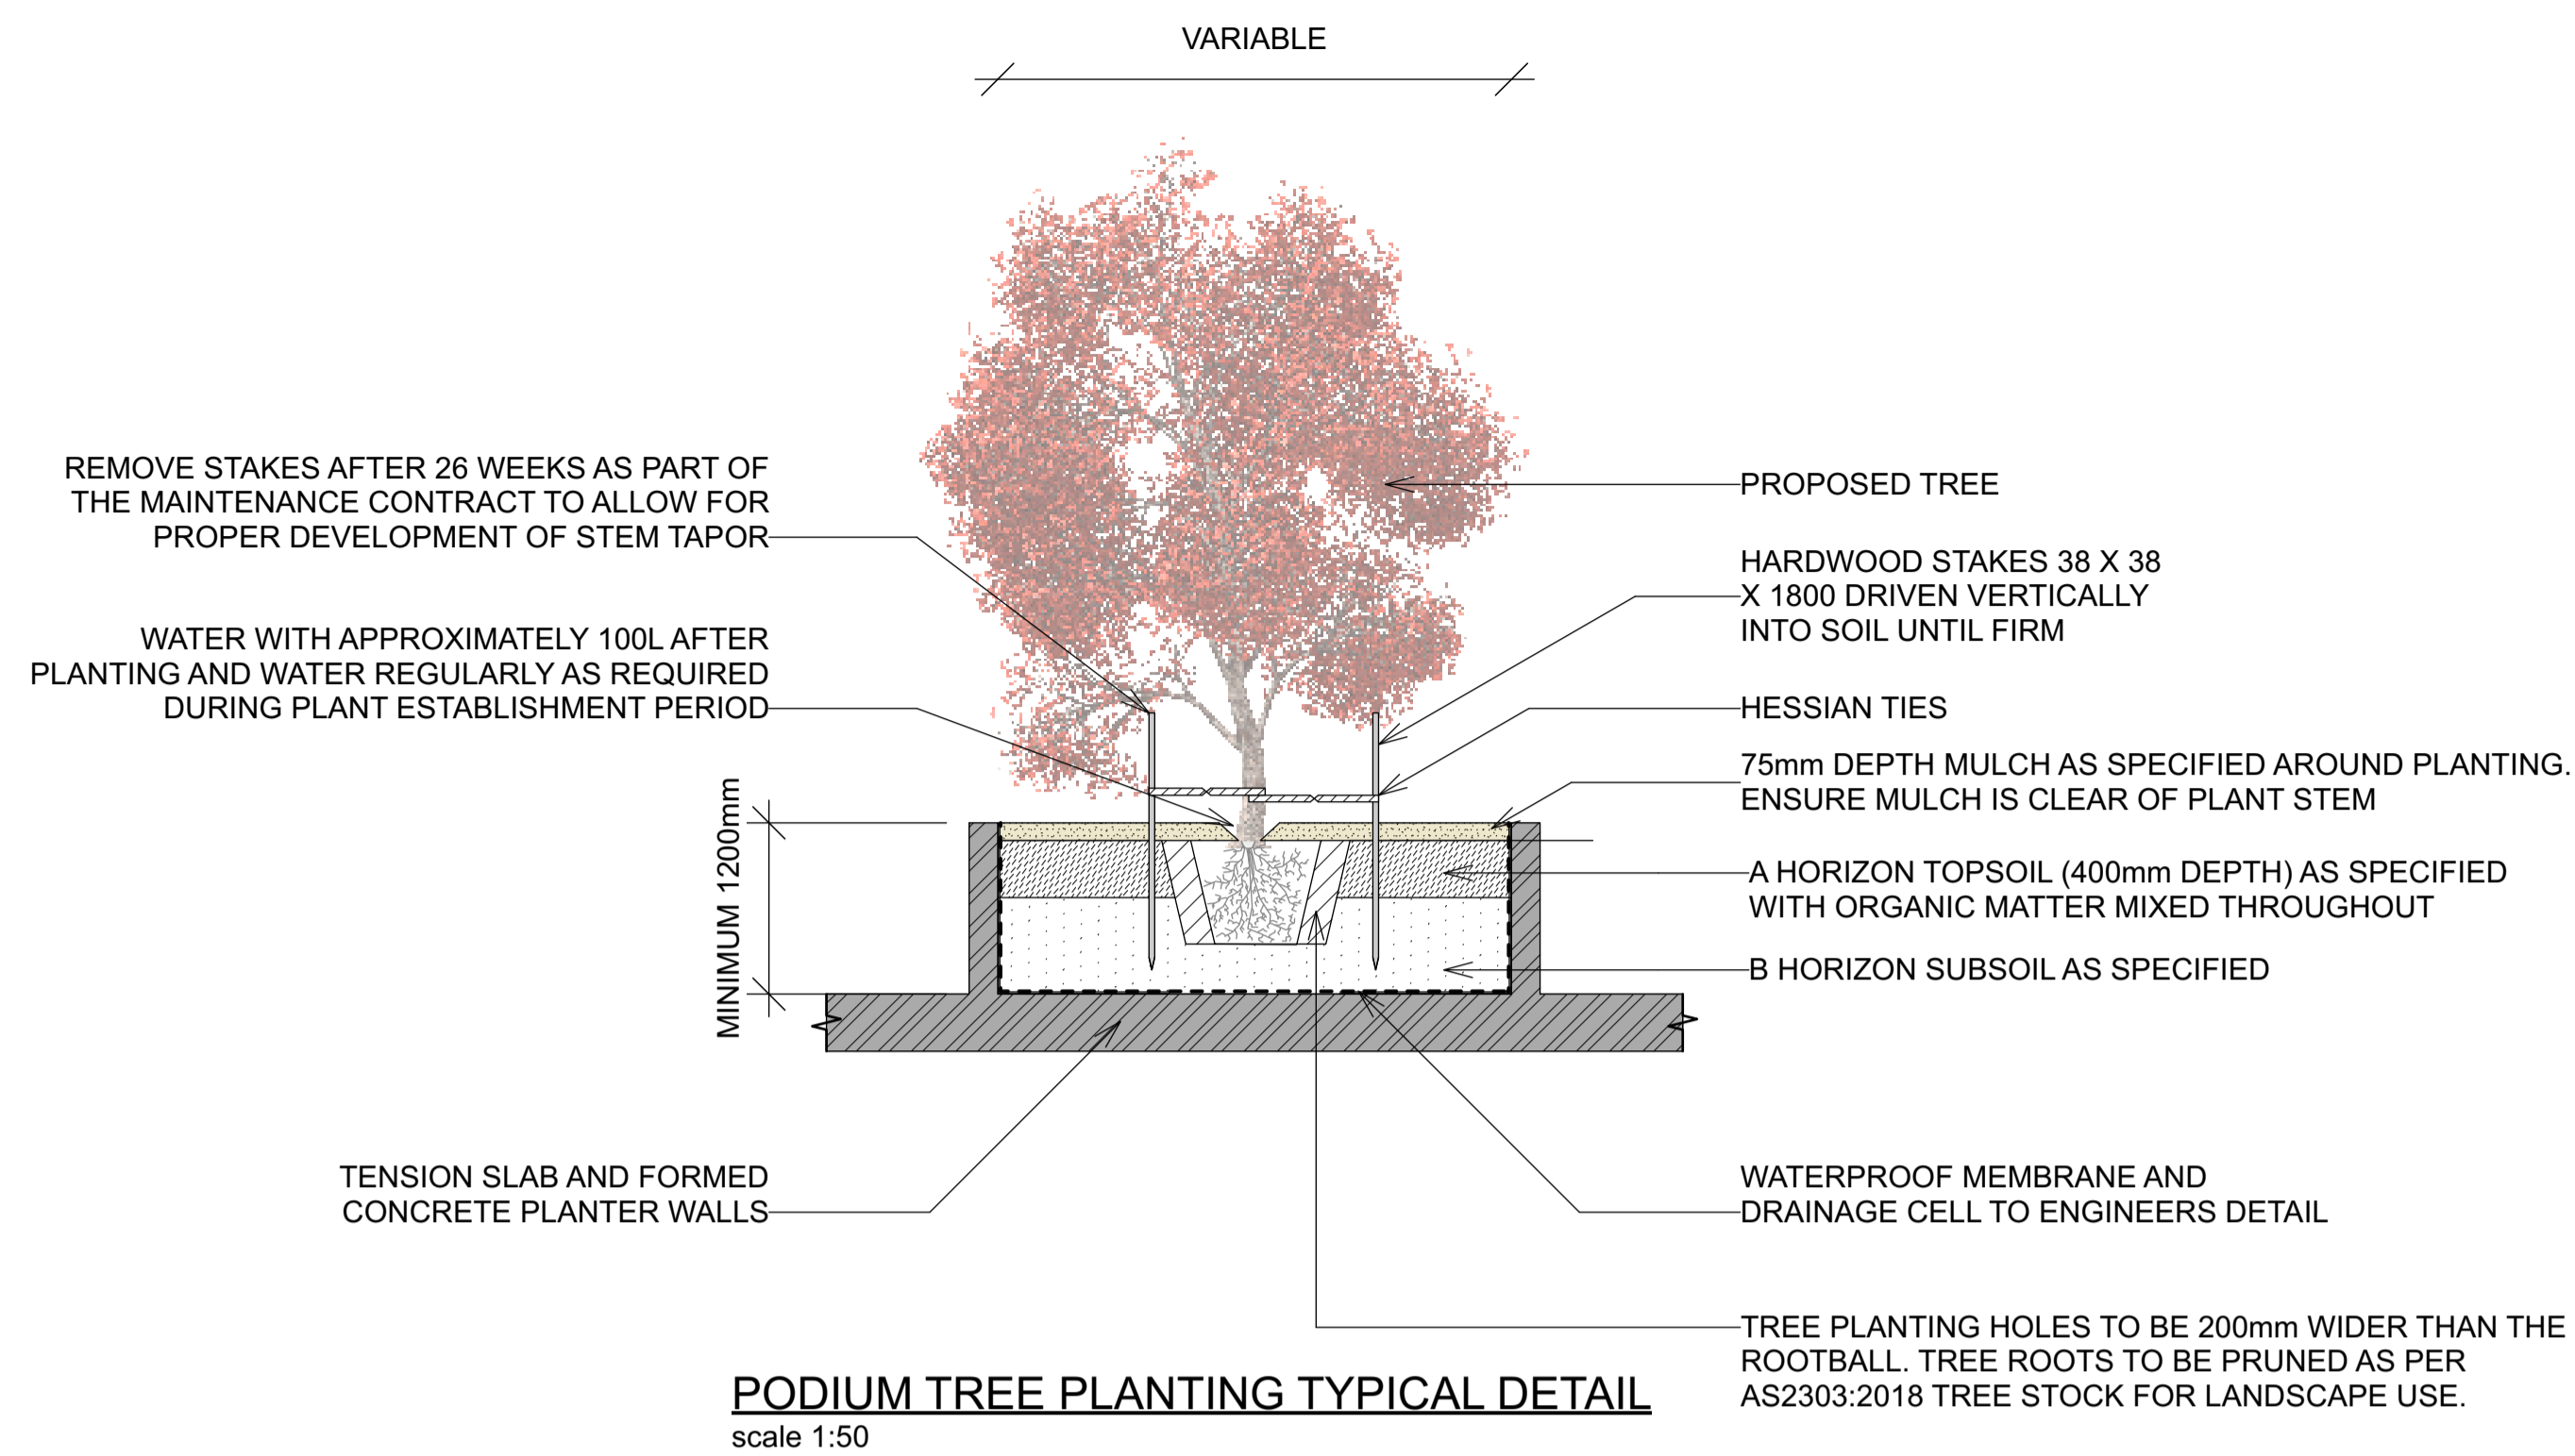 VARIABLE
REMOVE STAKES AFTER 26 WEEKS AS PART OF
THE MAINTENANCE CONTRACT TO ALLOW FOR
PROPER DEVELOPMENT OF STEM TAPOR
WATER WITH APPROXIMATELY 100L AFTER
PLANTING AND WATER REGULARLY AS REQUIRED
DURING PLANT ESTABLISHMENT PERIOD
MINIMUM 1200mm
TENSION SLAB AND FORMED
CONCRETE PLANTER WALLS
PROPOSED TREE
HARDWOOD STAKES 38 X 38
X 1800 DRIVEN VERTICALLY
INTO SOIL UNTIL FIRM
HESSIAN TIES
75mm DEPTH MULCH AS SPECIFIED AROUND PLANTING.
ENSURE MULCH IS CLEAR OF PLANT STEM
A HORIZON TOPSOIL (400mm DEPTH) AS SPECIFIED
WITH ORGANIC MATTER MIXED THROUGHOUT
B HORIZON SUBSOIL AS SPECIFIED
WATERPROOF MEMBRANE AND
DRAINAGE CELL TO ENGINEERS DETAIL
TREE PLANTING HOLES TO BE 200mm WIDER THAN THE
ROOTBALL. TREE ROOTS TO BE PRUNED AS PER
AS2303:2018 TREE STOCK FOR LANDSCAPE USE.
PODIUM TREE PLANTING TYPICAL DETAIL
scale 1:50